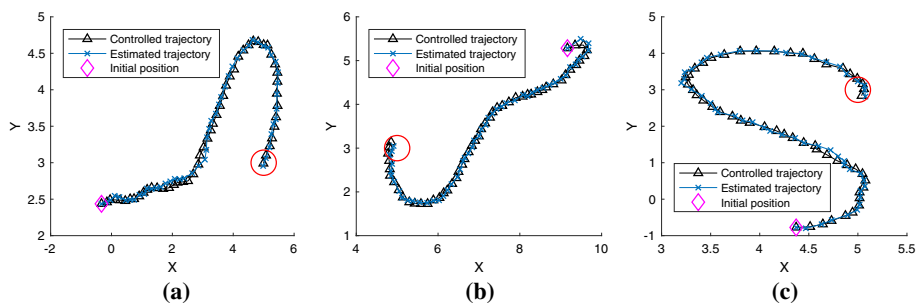 5
4.5
4
3.5
3
2.5
2
-2
0
2
4
6
X
Y
Controlled trajectory
Estimated trajectory
Initial position
(a)
6
5
4
3
2
1
4
6
8
10
X
Y
Controlled trajectory
Estimated trajectory
Initial position
(b)
5
4
3
2
1
0
-1
3
3.5
4
4.5
5
5.5
X
Y
Controlled trajectory
Estimated trajectory
Initial position
(c)